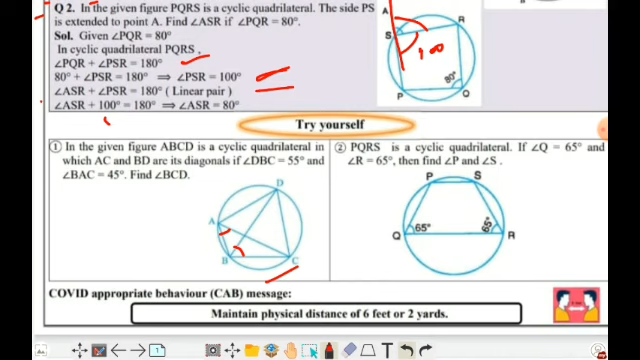 Q 2. In the given figure PQRS is a cyclic quadrilateral. The side PS
is extended to point A. Find ∠ASR if ∠PQR = 80°.
Sol. Given ∠PQR = 80°
In cyclic quadrilateral PQRS ,
∠PQR + ∠PSR = 180°
80° + ∠PSR = 180° ⟹ ∠PSR = 100°
∠ASR + ∠PSR = 180° ( Linear pair )
∠ASR + 100° = 180° ⟹ ∠ASR = 80°
A
R
S
100
80°
P
Q
Try yourself
① In the given figure ABCD is a cyclic quadrilateral in
which AC and BD are its diagonals if ∠DBC = 55° and
∠BAC = 45°. Find ∠BCD.
D
A
B
C
② PQRS is a cyclic quadrilateral. If ∠Q = 65° and
∠R = 65°, then find ∠P and ∠S .
P
S
65°
65°
Q
R
COVID appropriate behaviour (CAB) message:
Maintain physical distance of 6 feet or 2 yards.